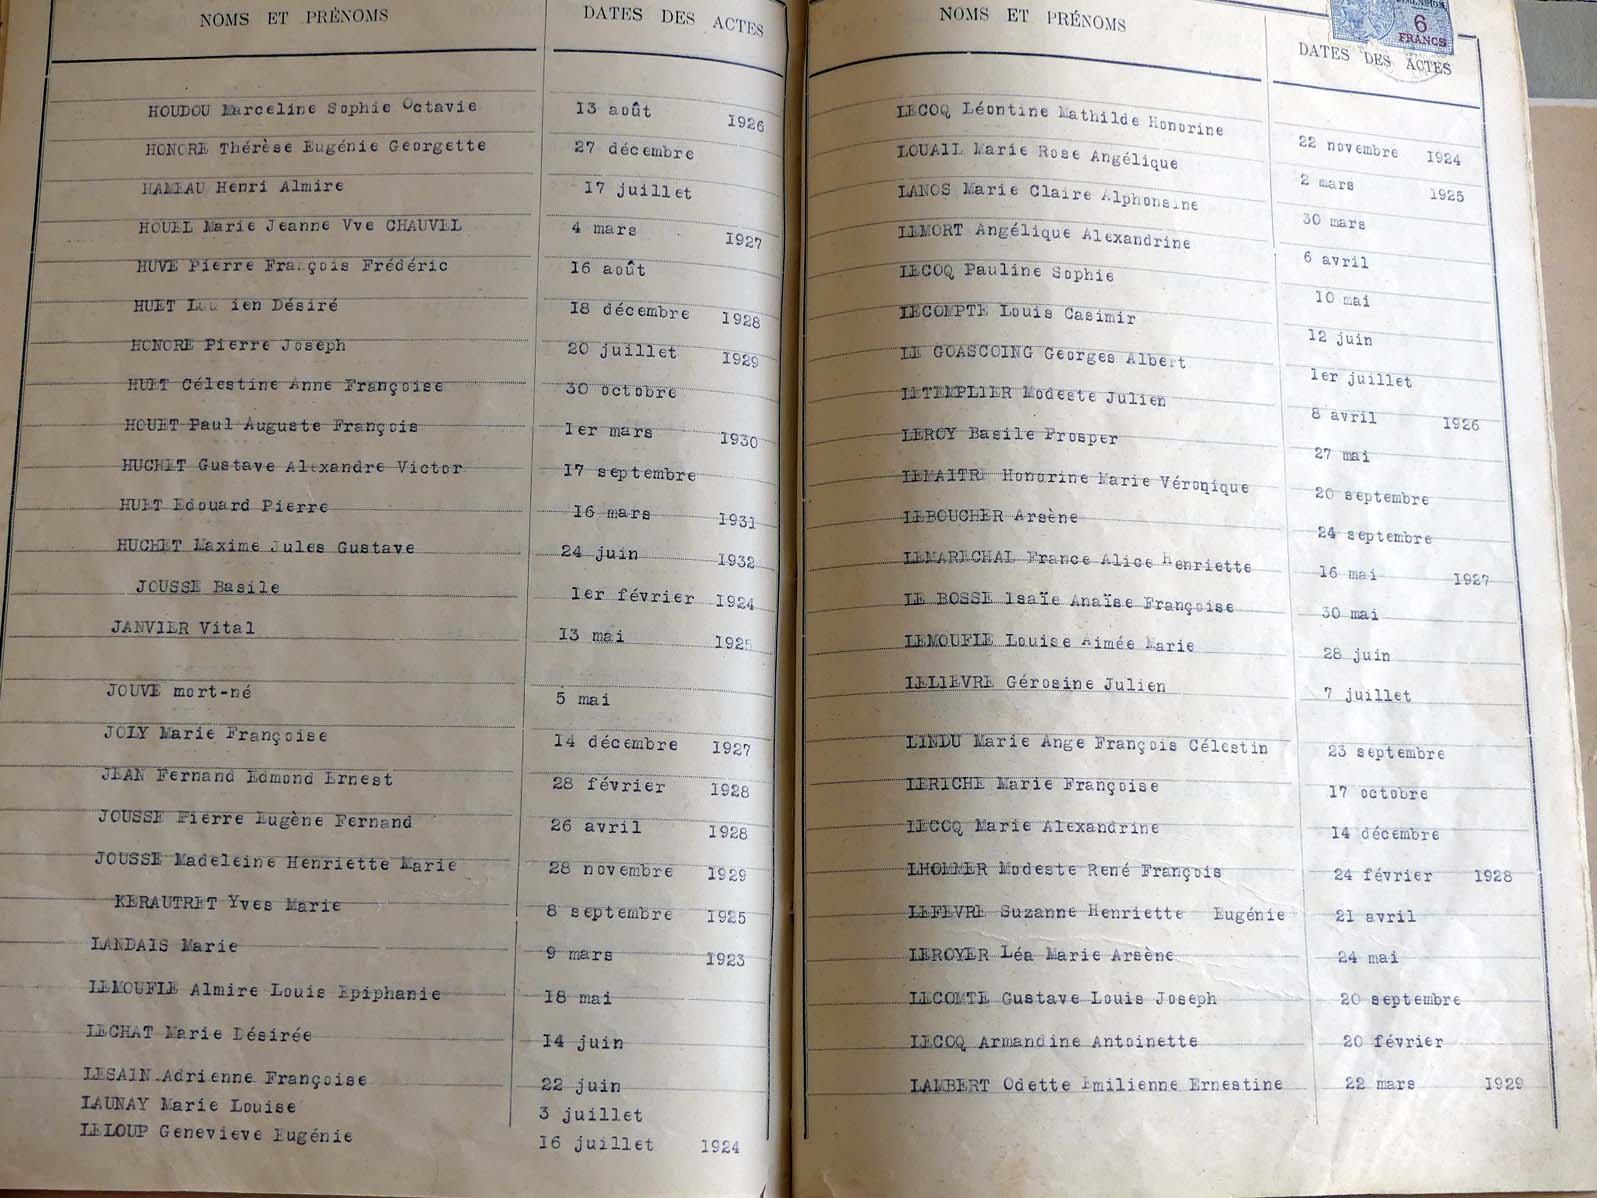 NOMS ET PRÉNOMS DATES DES ACTES
HOUDOU Marceline Sophie Octavie 13 août 1926
HONORE Thérèse Eugénie Georgette 27 décembre
HAMEAU Henri Almire 17 juillet
HOUEL Marie Jeanne Vve CHAUVEL 4 mars 1927
HUVE Pierre François Frédéric 16 août
HUET Lucien Désiré 18 décembre 1928
HONORE Pierre Joseph 20 juillet 1929
HUET Célestine Anne Françoise 30 octobre
HOUET Paul Auguste François 1er mars 1930
HUCHET Gustave Alexandre Victor 17 septembre
HUET Edouard Pierre 16 mars 1931
HUCHET Maxime Jules Gustave 24 juin 1932
JOUSSE Basile 1er février 1924
JANVIER Vital 13 mai 1925
JOUVE mort-né 5 mai
JOLY Marie Françoise 14 décembre 1927
JEAN Fernand Edmond Ernest 28 février 1928
JOUSSE Pierre Eugène Fernand 26 avril 1928
JOUSSE Madeleine Henriette Marie 28 novembre 1929
KERAUTRET Yves Marie 8 septembre 1925
LANDAIS Marie 9 mars 1923
LEMOUFLE Almire Louis Epiphanie 18 mai
LECHAT Marie Désirée 14 juin
LESAIN Adrienne Françoise 22 juin
LAUNAY Marie Louise 3 juillet
LELOUP Genevieve Eugénie 16 juillet 1924
DIMENSION
6
FRANCS
NOMS ET PRÉNOMS DATES DES ACTES
LECOQ Léontine Mathilde Honorine 22 novembre 1924
LOUAIL Marie Rose Angélique 2 mars 1925
LANOS Marie Claire Alphonsine 30 mars
LEMORT Angélique Alexandrine 6 avril
LECOQ Pauline Sophie 10 mai
LECOMPTE Louis Casimir 12 juin
LE GOASCOING Georges Albert 1er juillet
LETEMPLIER Modeste Julien 8 avril 1926
LEROY Basile Prosper 27 mai
LEMAITRE Honorine Marie Véronique 20 septembre
LEBOUCHER Arsène 24 septembre
LEMARECHAL France Alice Henriette 16 mai 1927
LE BOSSE Isaïe Anaïse Françoise 30 mai
LEMOUFLE Louise Aimée Marie 28 juin
LELIEVRE Gérosine Julien 7 juillet
LINDU Marie Ange François Célestin 23 septembre
LERICHE Marie Françoise 17 octobre
LECOQ Marie Alexandrine 14 décembre
LHOMMER Modeste René François 24 février 1928
LEFEVRE Suzanne Henriette Eugénie 21 avril
LEROYER Léa Marie Arsène 24 mai
LECOMTE Gustave Louis Joseph 20 septembre
LECOQ Armandine Antoinette 20 février
LAMBERT Odette Emilienne Ernestine 22 mars 1929